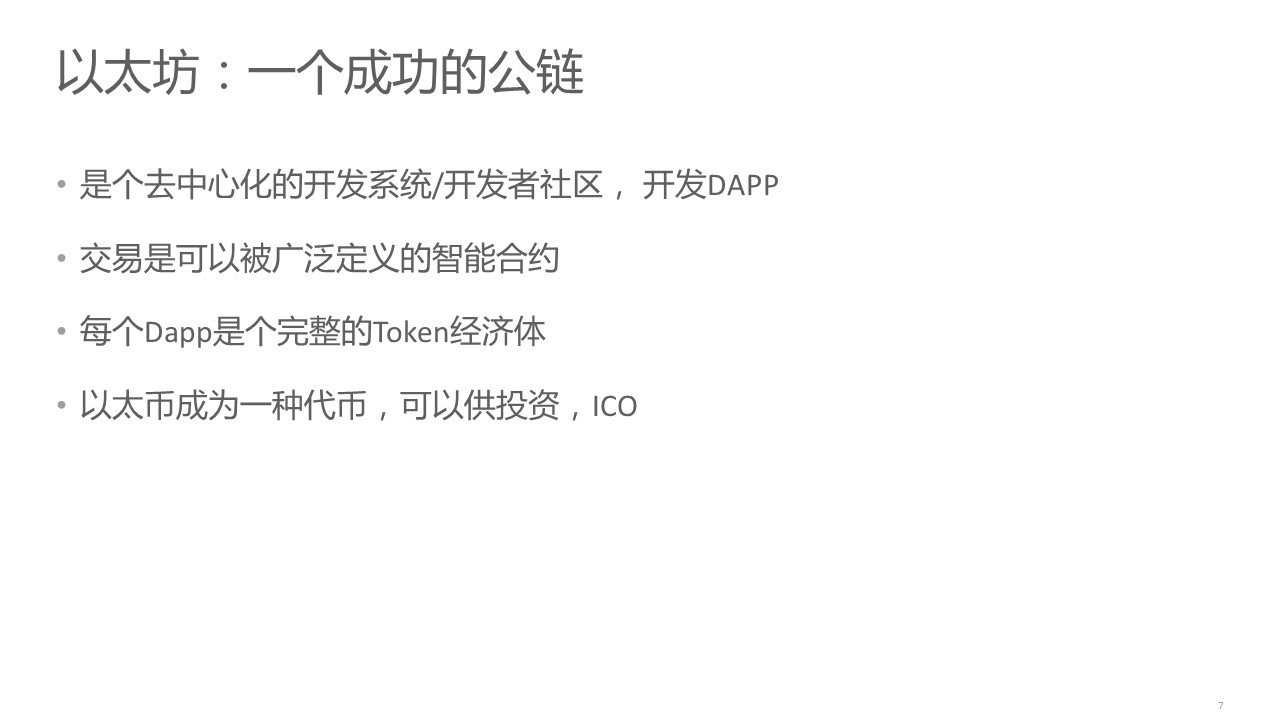 以太坊：一个成功的公链
• 是个去中心化的开发系统/开发者社区， 开发DAPP
• 交易是可以被广泛定义的智能合约
• 每个Dapp是个完整的Token经济体
• 以太币成为一种代币，可以供投资，ICO
7